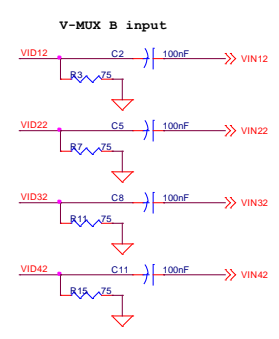 V-MUX B input
VID12 C2 100nF VIN12
R3 75
VID22 C5 100nF VIN22
R7 75
VID32 C8 100nF VIN32
R11 75
VID42 C11 100nF VIN42
R15 75